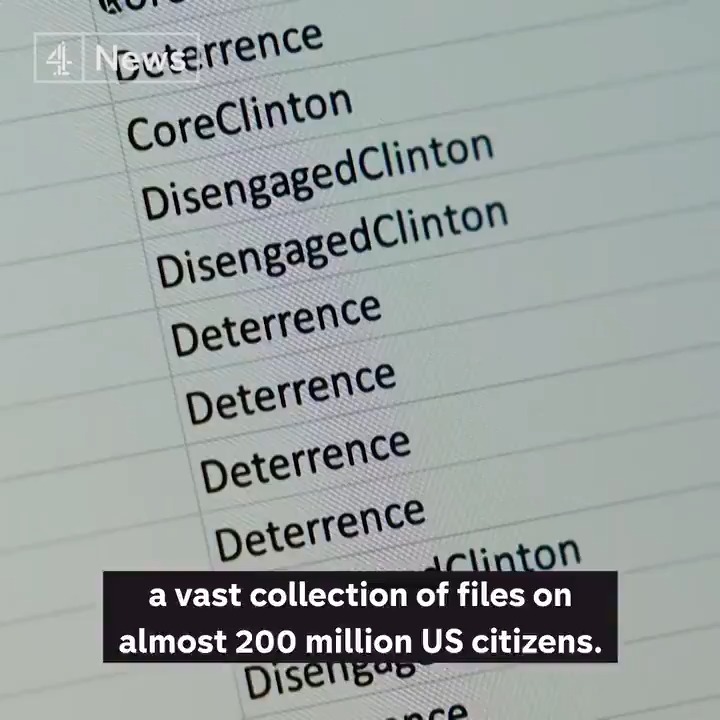 4 News
Deterrence
CoreClinton
DisengagedClinton
DisengagedClinton
Deterrence
Deterrence
Deterrence
Deterrence
a vast collection of files on
almost 200 million US citizens.